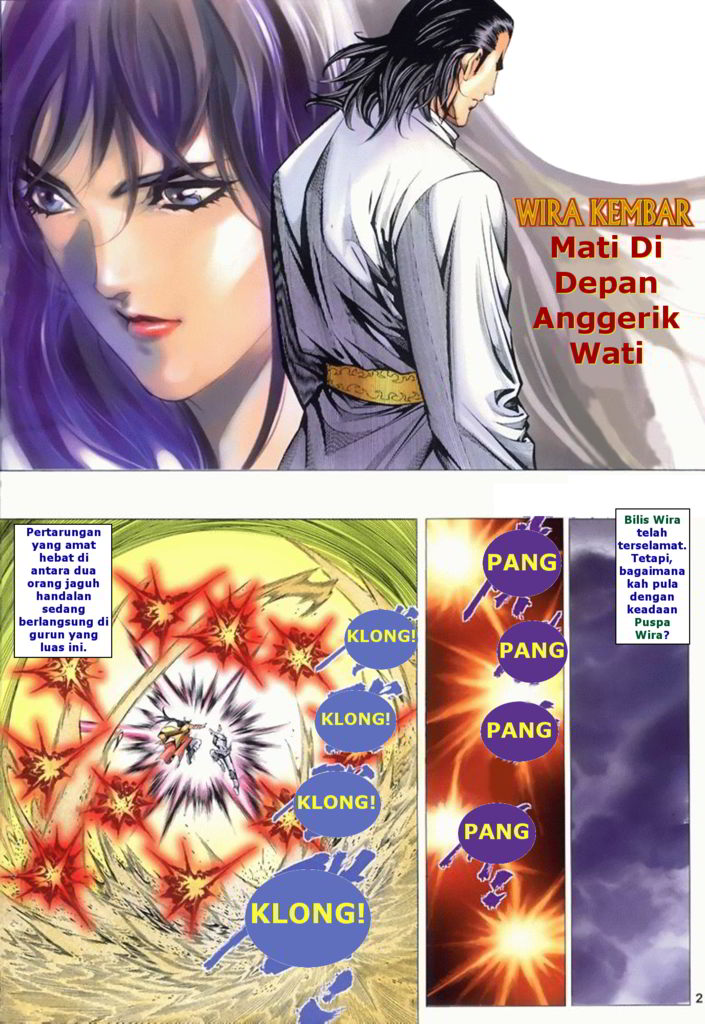 WIRA KEMBAR
Mati Di
Depan
Anggerik
Wati
Pertarungan
yang amat
hebat di
antara dua
orang jaguh
handalan
sedang
berlangsung di
gurun yang
luas ini.
KLONG!
KLONG!
KLONG!
KLONG!
PANG
PANG
PANG
PANG
Bilis Wira
telah
terselamat.
Tetapi,
bagaimana
kah pula
dengan
keadaan
Puspa
Wira?
2